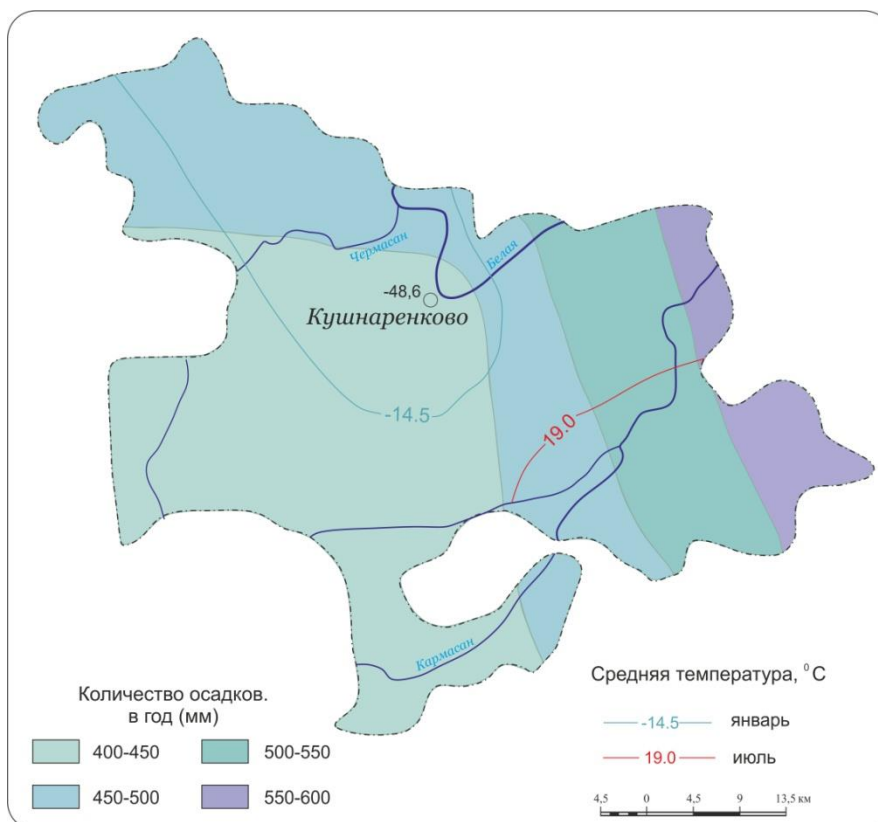 Чермасан
Белая
-48,6
Кушнаренково
-14.5
19.0
Кармасан
Количество осадков.
в год (мм)
400-450
500-550
450-500
550-600
Средняя температура, ⁰ С
-14.5 январь
19.0 июль
4,5 0 4,5 9 13,5 км